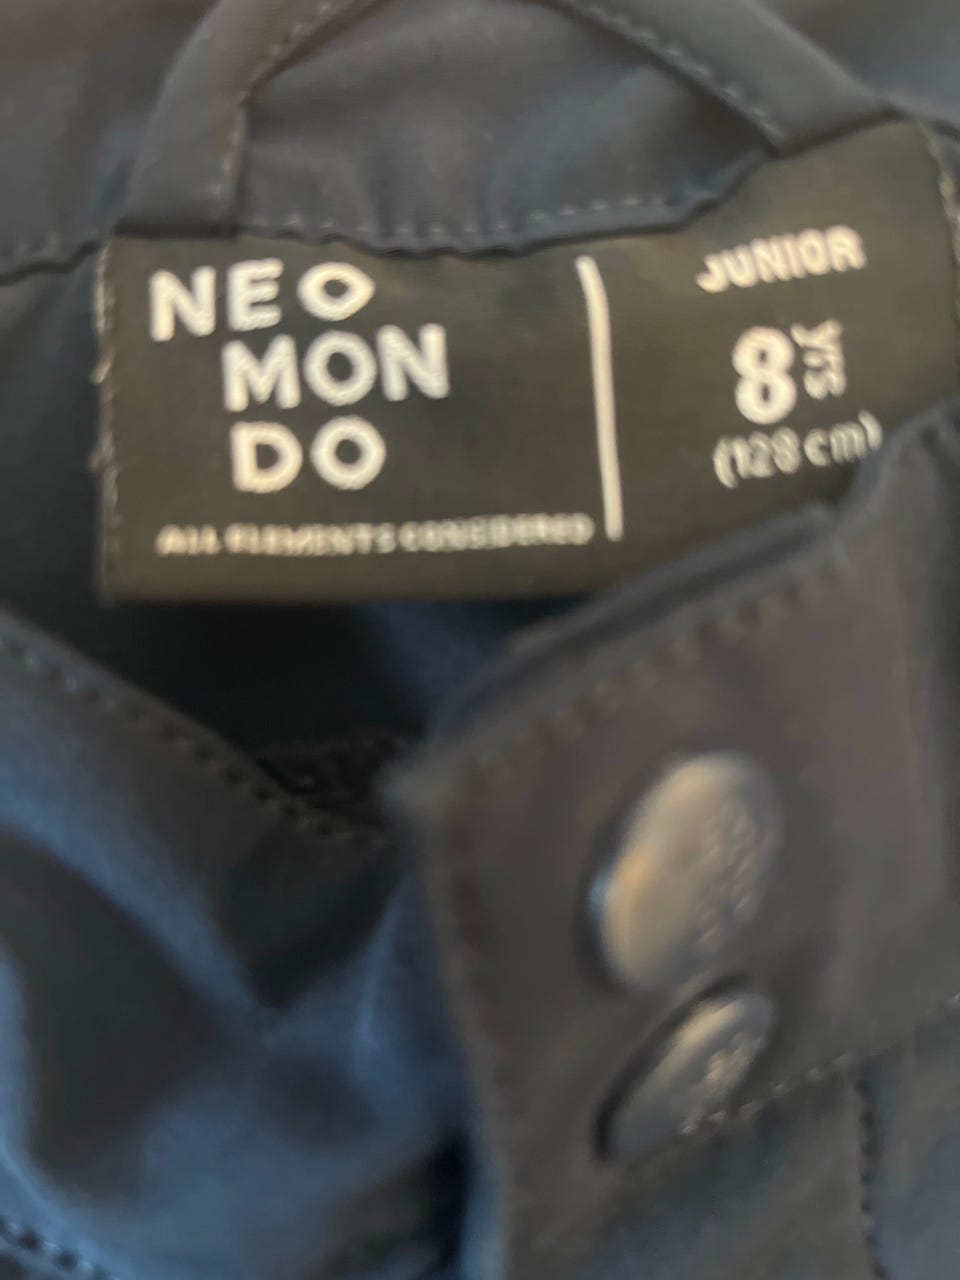 NEO
MON
DO
ALL ELEMENTS CONSIDERED
JUNIOR
8 yrs
(128 cm)